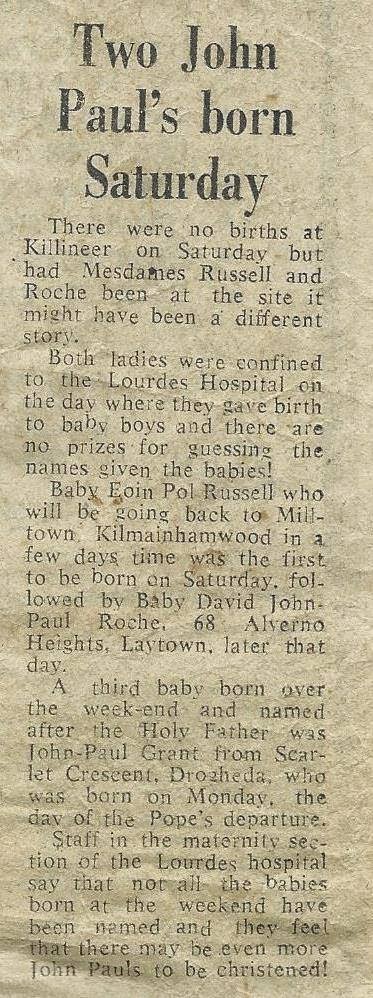 Two John
Paul's born
Saturday
There were no births at
Killineer on Saturday but
had Mesdames Russell and
Roche been at the site it
might have been a different
story.
Both ladies were confined
to the Lourdes Hospital on
the day where they gave birth
to baby boys and there are
no prizes for guessing the
names given the babies!
Baby Eoin Pol Russell who
will be going back to Mill-
town Kilmainhamwood in a
few days time was the first
to be born on Saturday, fol-
lowed by Baby David John-
Paul Roche, 68 Alverno
Heights, Laytown, later that
day.
A third baby born over
the week-end and named
after the Holy Father was
John-Paul Grant from Scar-
let Crescent, Drogheda, who
was born on Monday, the
day of the Pope's departure.
Staff in the maternity sec-
tion of the Lourdes hospital
say that not all the babies
born at the weekend have
been named and they feel
that there may be even more
John Pauls to be christened!